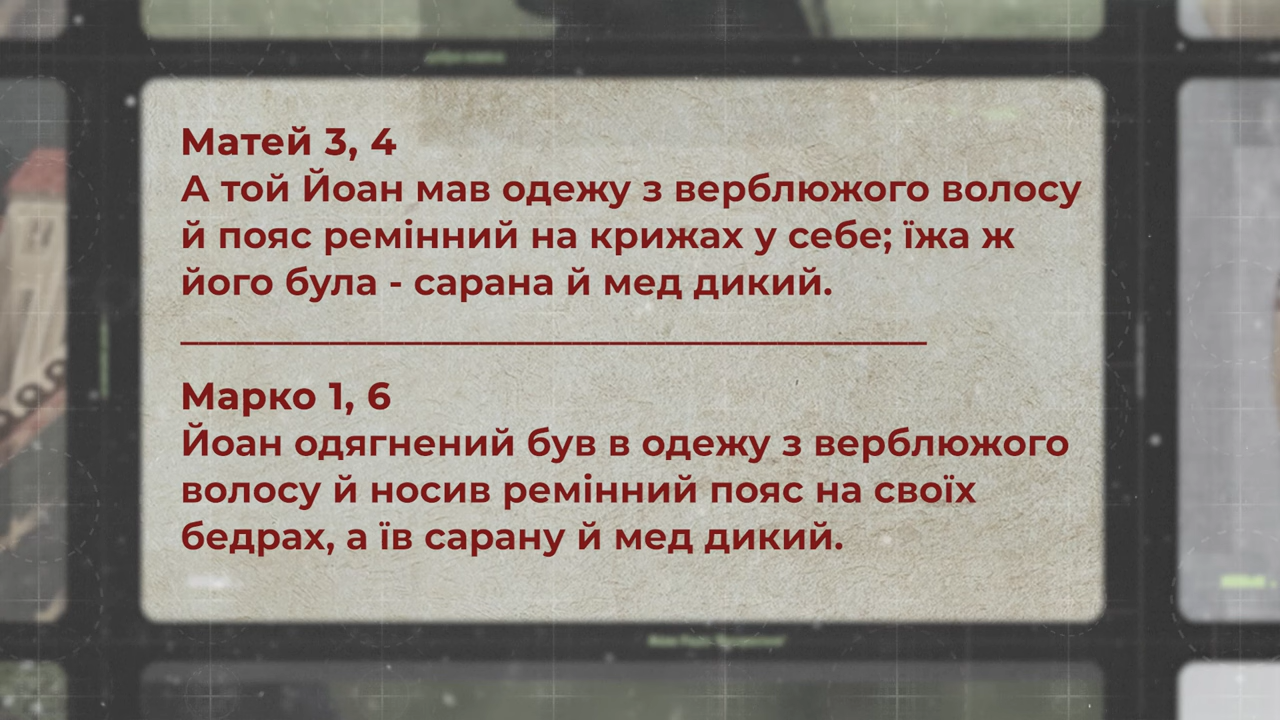 Матей 3, 4
А той Йоан мав одежу з верблюжого волосу
й пояс ремінний на крижах у себе; їжа ж
його була - сарана й мед дикий.
Марко 1, 6
Йоан одягнений був в одежу з верблюжого
волосу й носив ремінний пояс на своїх
бедрах, а їв сарану й мед дикий.